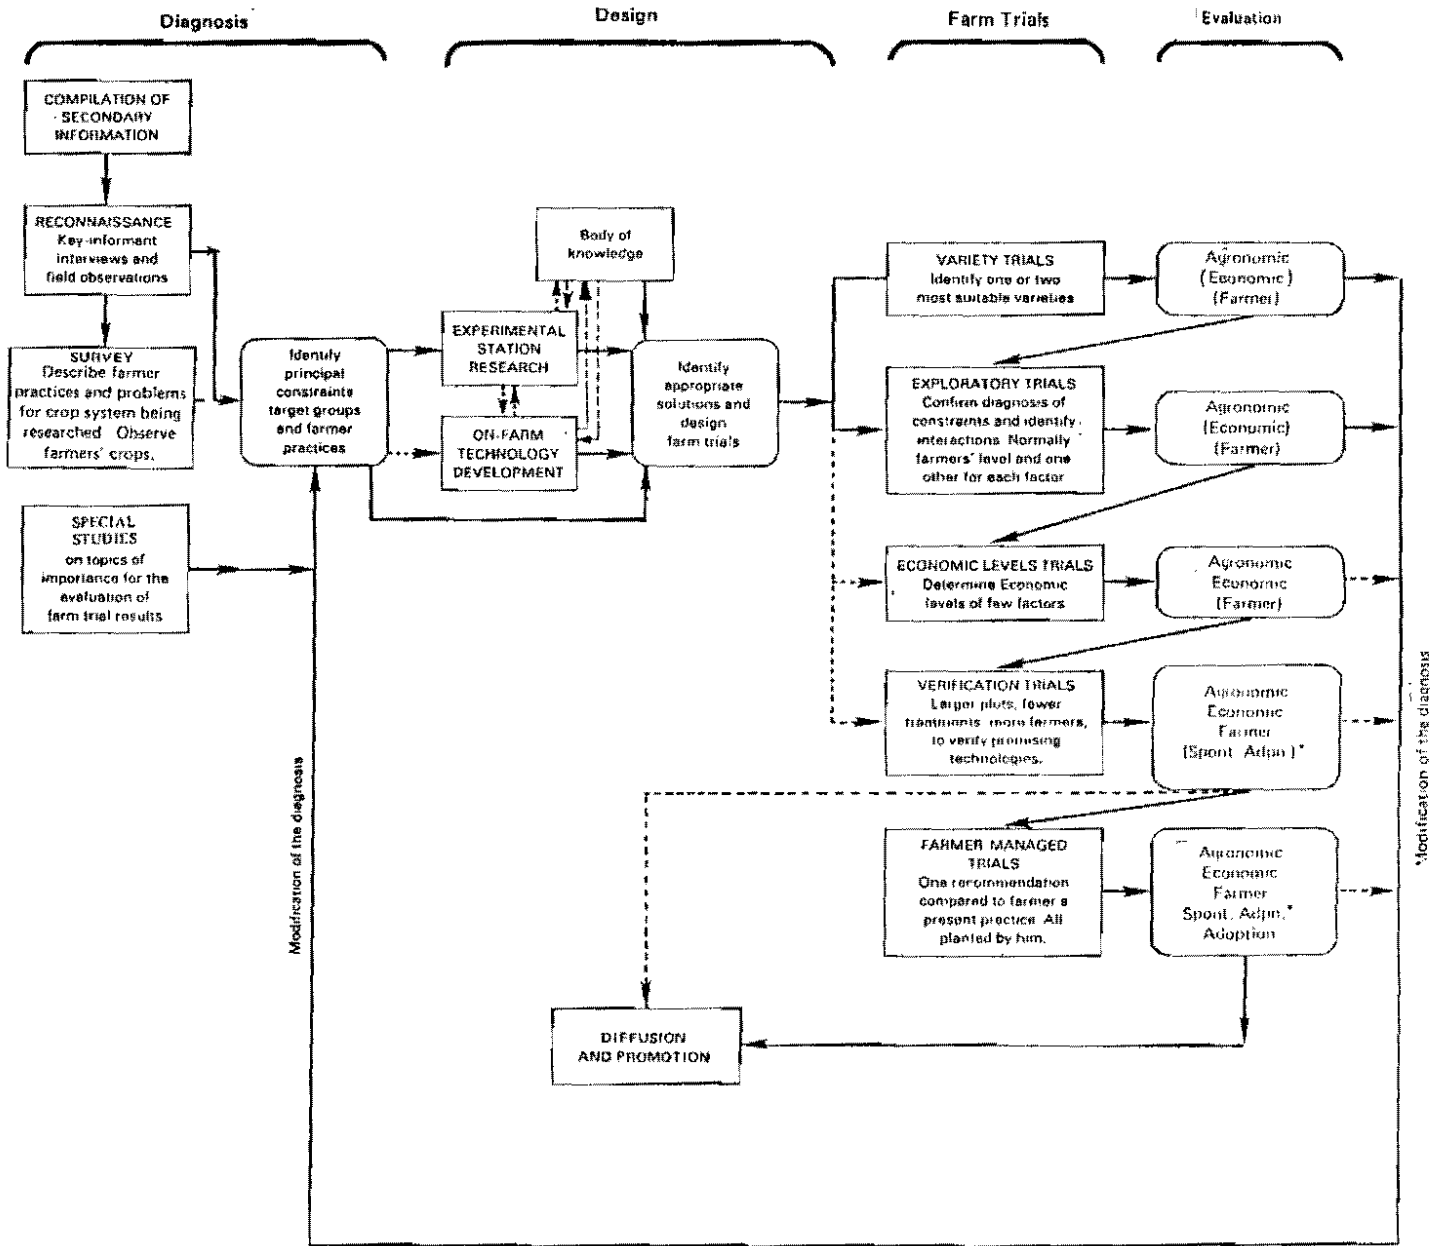 Diagnosis
Design
Farm Trials
Evaluation
COMPILATION OF
SECONDARY
INFORMATION
RECONNAISSANCE
Key-informant
interviews and
field observations
SURVEY
Describe farmer
practices and problems
for crop system being
researched Observe
farmers' crops.
SPECIAL
STUDIES
on topics of
importance for the
evaluation of
farm trial results
Identify
principal
constraints
target groups
and farmer
practices
Modification of the diagnosis
Body of
knowledge
EXPERIMENTAL
STATION
RESEARCH
ON-FARM
TECHNOLOGY
DEVELOPMENT
Identify
appropriate
solutions and
design
farm trials
VARIETY TRIALS
Identify one or two
most suitable varieties
Agronomic
(Economic)
(Farmer)
EXPLORATORY TRIALS
Confirm diagnosis of
constraints and identify
interactions. Normally
farmers' level and one
other for each factor
Agronomic
(Economic)
(Farmer)
ECONOMIC LEVELS TRIALS
Determine Economic
levels of few factors
Agronomic
Economic
(Farmer)
VERIFICATION TRIALS
Larger plots, fewer
treatments, more farmers,
to verify promising
technologies.
Agronomic
Economic
Farmer
(Spont. Adpn.)*
FARMER MANAGED
TRIALS
One recommendation
compared to farmer s
present practice. All
planted by him.
Agronomic
Economic
Farmer
Spont. Adpn.*
Adoption
DIFFUSION
AND PROMOTION
Modification of the diagnosis